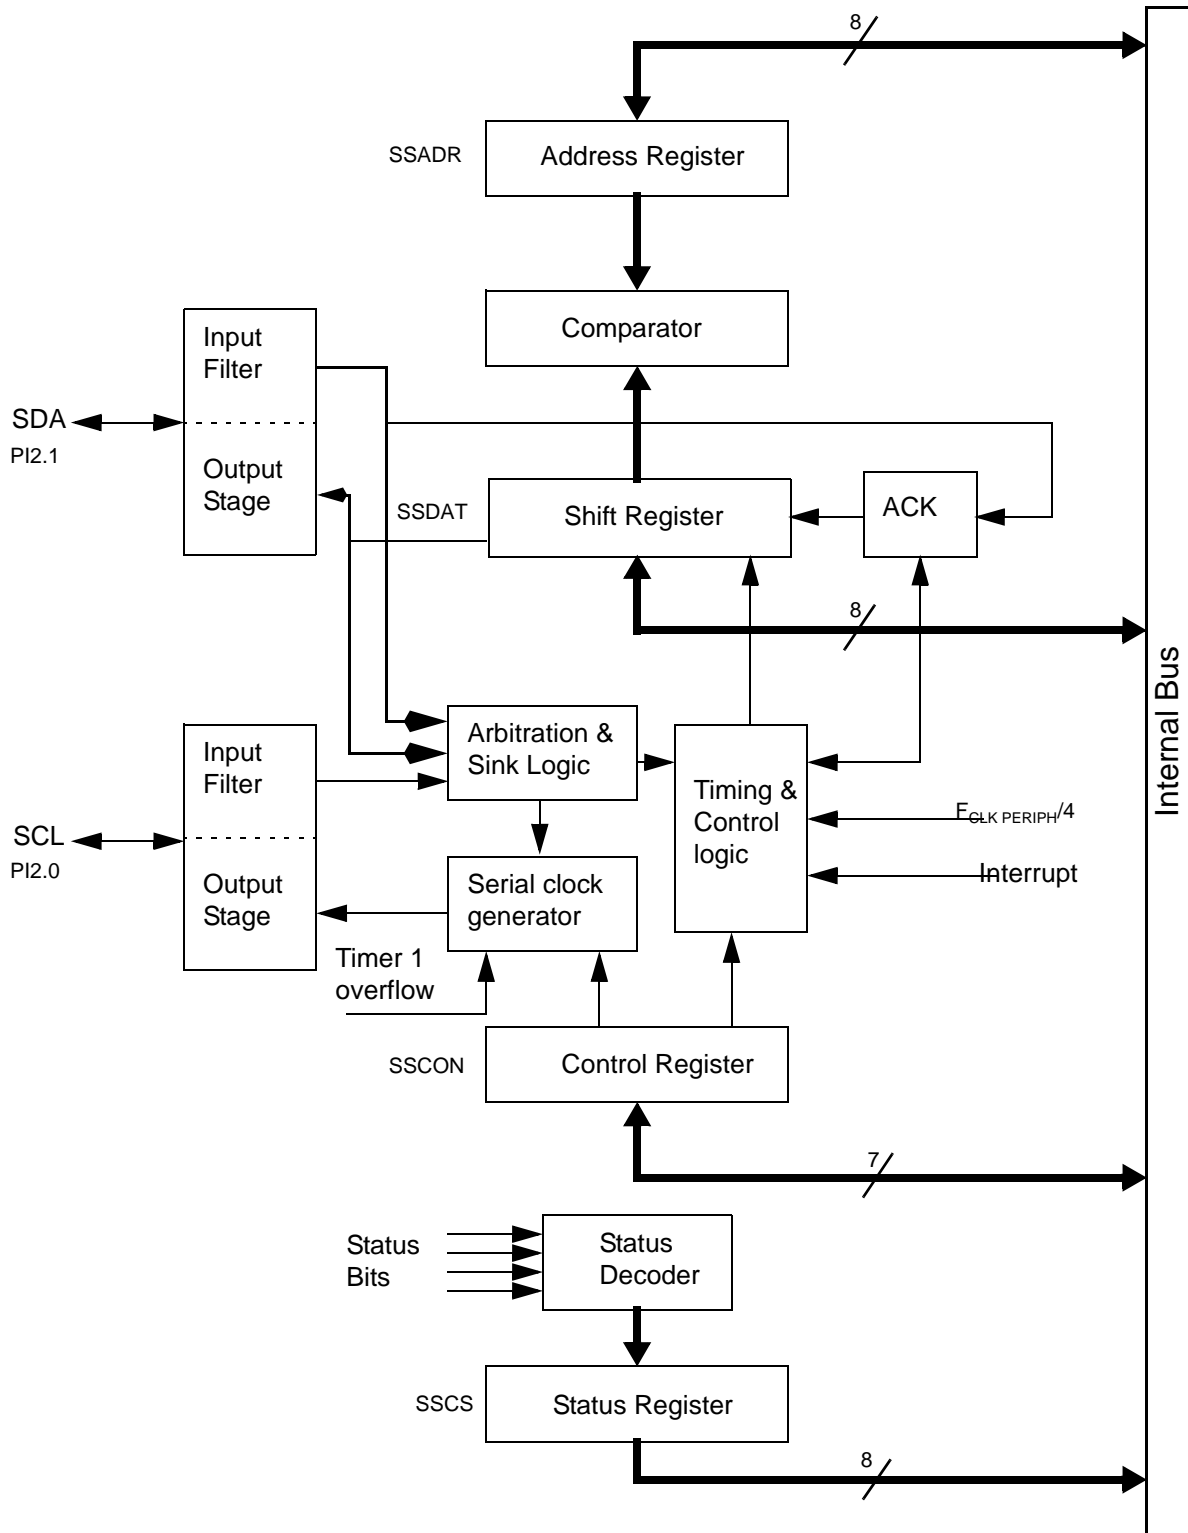 8
SSADR
Address Register
Comparator
Input
Filter
SDA
PI2.1
Output
Stage
SSDAT
Shift Register
ACK
8
Internal Bus
Input
Filter
Arbitration &
Sink Logic
Timing &
Control
logic
FCLK PERIPH/4
SCL
PI2.0
Output
Stage
Serial clock
generator
Interrupt
Timer 1
overflow
SSCON
Control Register
7
Status
Bits
Status
Decoder
SSCS
Status Register
8